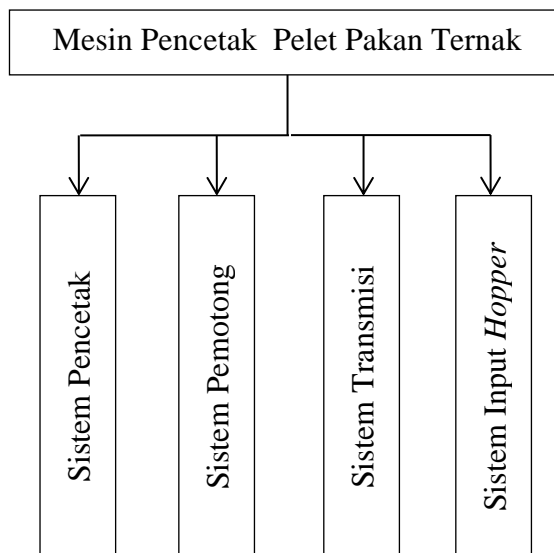 Mesin Pencetak Pelet Pakan Ternak
Sistem Pencetak
Sistem Pemotong
Sistem Transmisi
Sistem Input Hopper